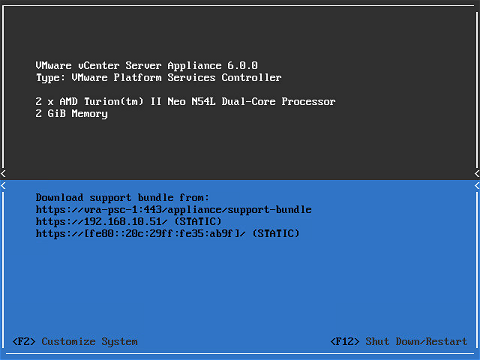 VMware vCenter Server Appliance 6.0.0
Type: VMware Platform Services Controller
2 x AMD Turion(tm) II Neo N54L Dual-Core Processor
2 GiB Memory
Download support bundle from:
https://vra-psc-1:443/appliance/support-bundle
https://192.168.10.51/ (STATIC)
https://[fe80::20c:29ff:fe35:ab9f]/ (STATIC)
<F2> Customize System
<F12> Shut Down/Restart